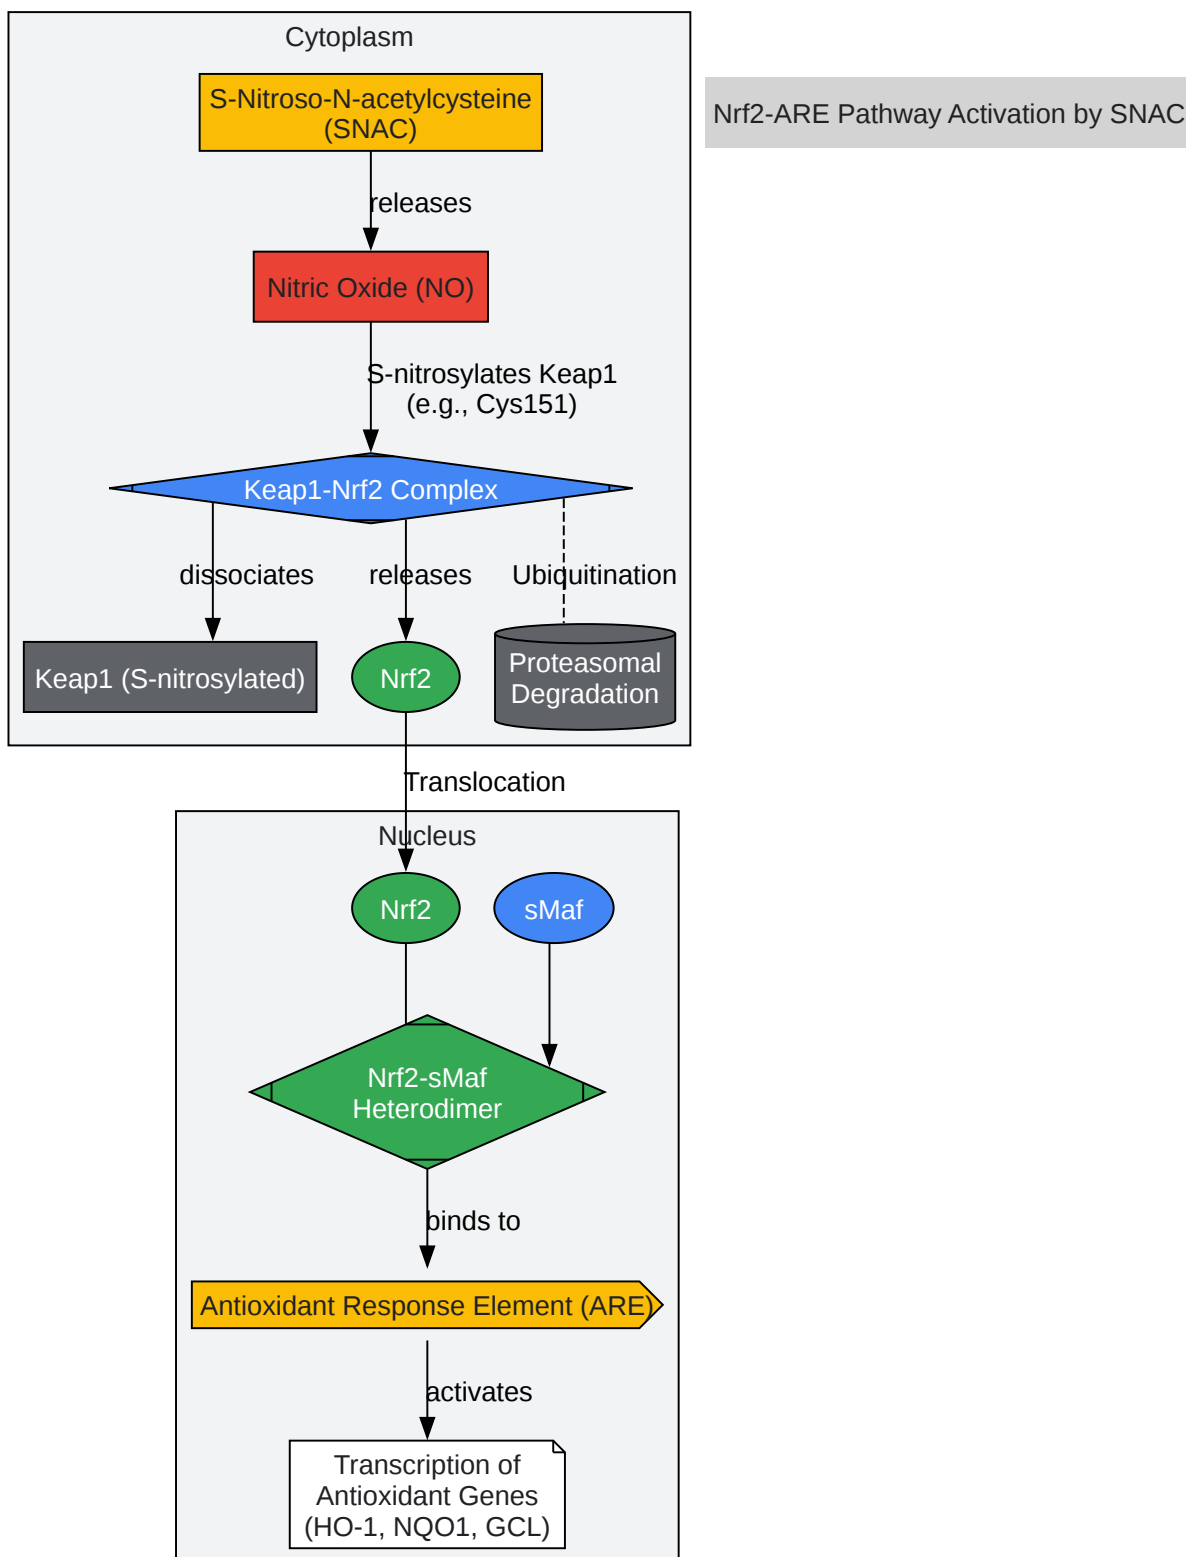 Cytoplasm
S-Nitroso-N-acetylcysteine
(SNAC)
Nrf2-ARE Pathway Activation by SNAC
releases
Nitric Oxide (NO)
S-nitrosylates Keap1
(e.g., Cys151)
Keap1-Nrf2 Complex
dissociates
releases
Ubiquitination
Keap1 (S-nitrosylated)
Nrf2
Proteasomal
Degradation
Translocation
Nucleus
Nrf2
sMaf
Nrf2-sMaf
Heterodimer
binds to
Antioxidant Response Element (ARE)
activates
Transcription of
Antioxidant Genes
(HO-1, NQO1, GCL)